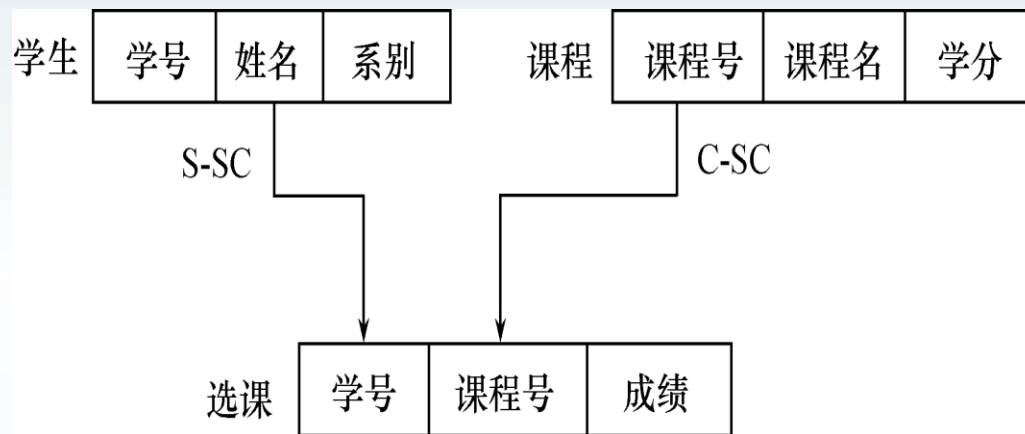 学生 学号 姓名 系别 课程 课程号 课程名 学分
S-SC C-SC
选课 学号 课程号 成绩